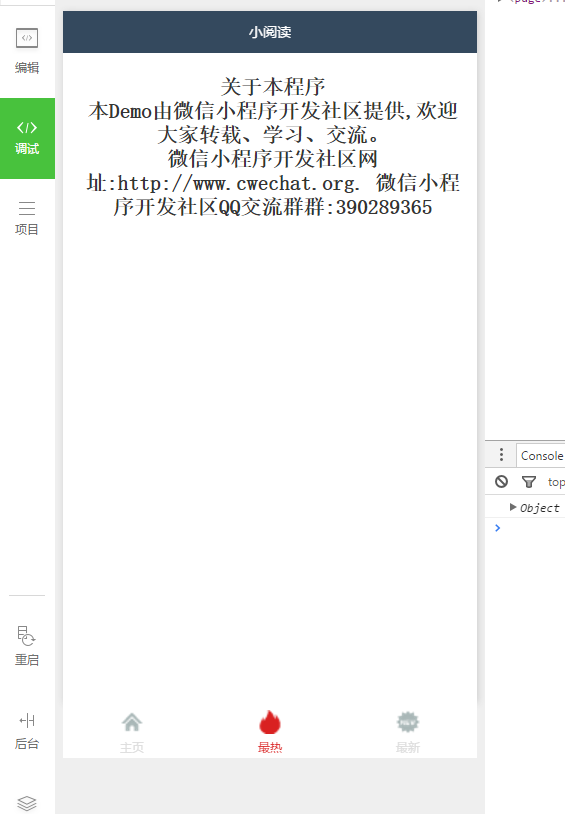 小阅读
编辑
调试
项目
关于本程序
本Demo由微信小程序开发社区提供,欢迎
大家转载、学习、交流。
微信小程序开发社区网
址:http://www.cwechat.org. 微信小程
序开发社区QQ交流群群:390289365
Console
top
Object
重启
后台
主页
最热
最新